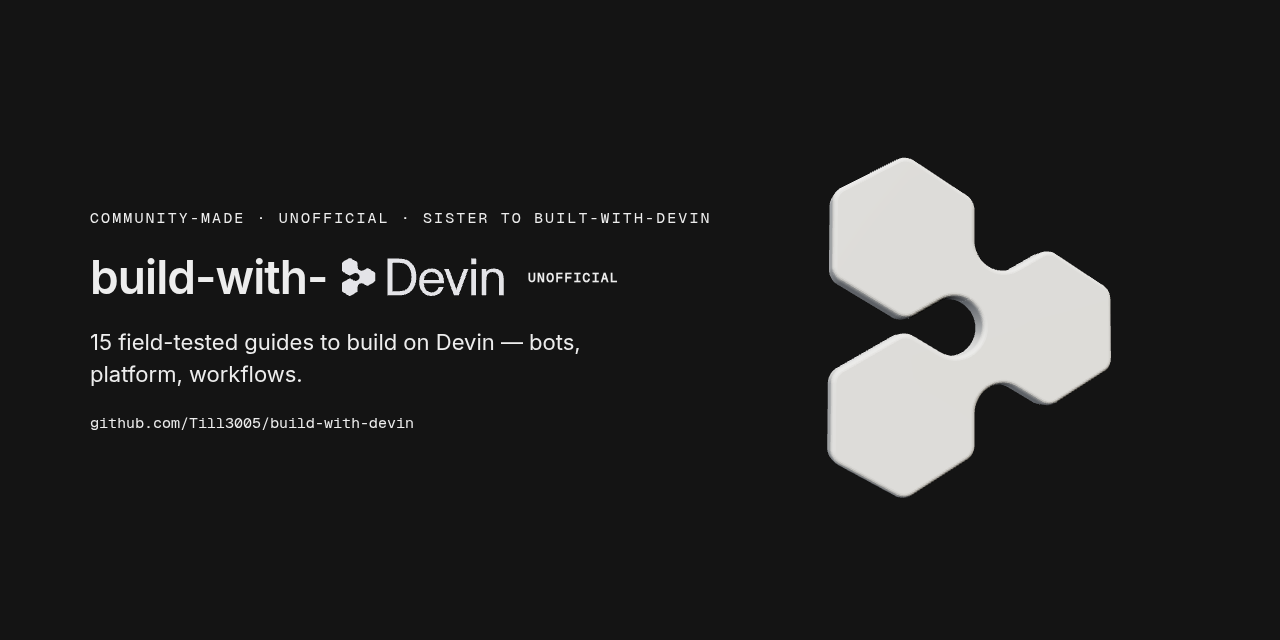 COMMUNITY-MADE · UNOFFICIAL · SISTER TO BUILT-WITH-DEVIN
build-with- Devin UNOFFICIAL
15 field-tested guides to build on Devin — bots,
platform, workflows.
github.com/Till3005/build-with-devin